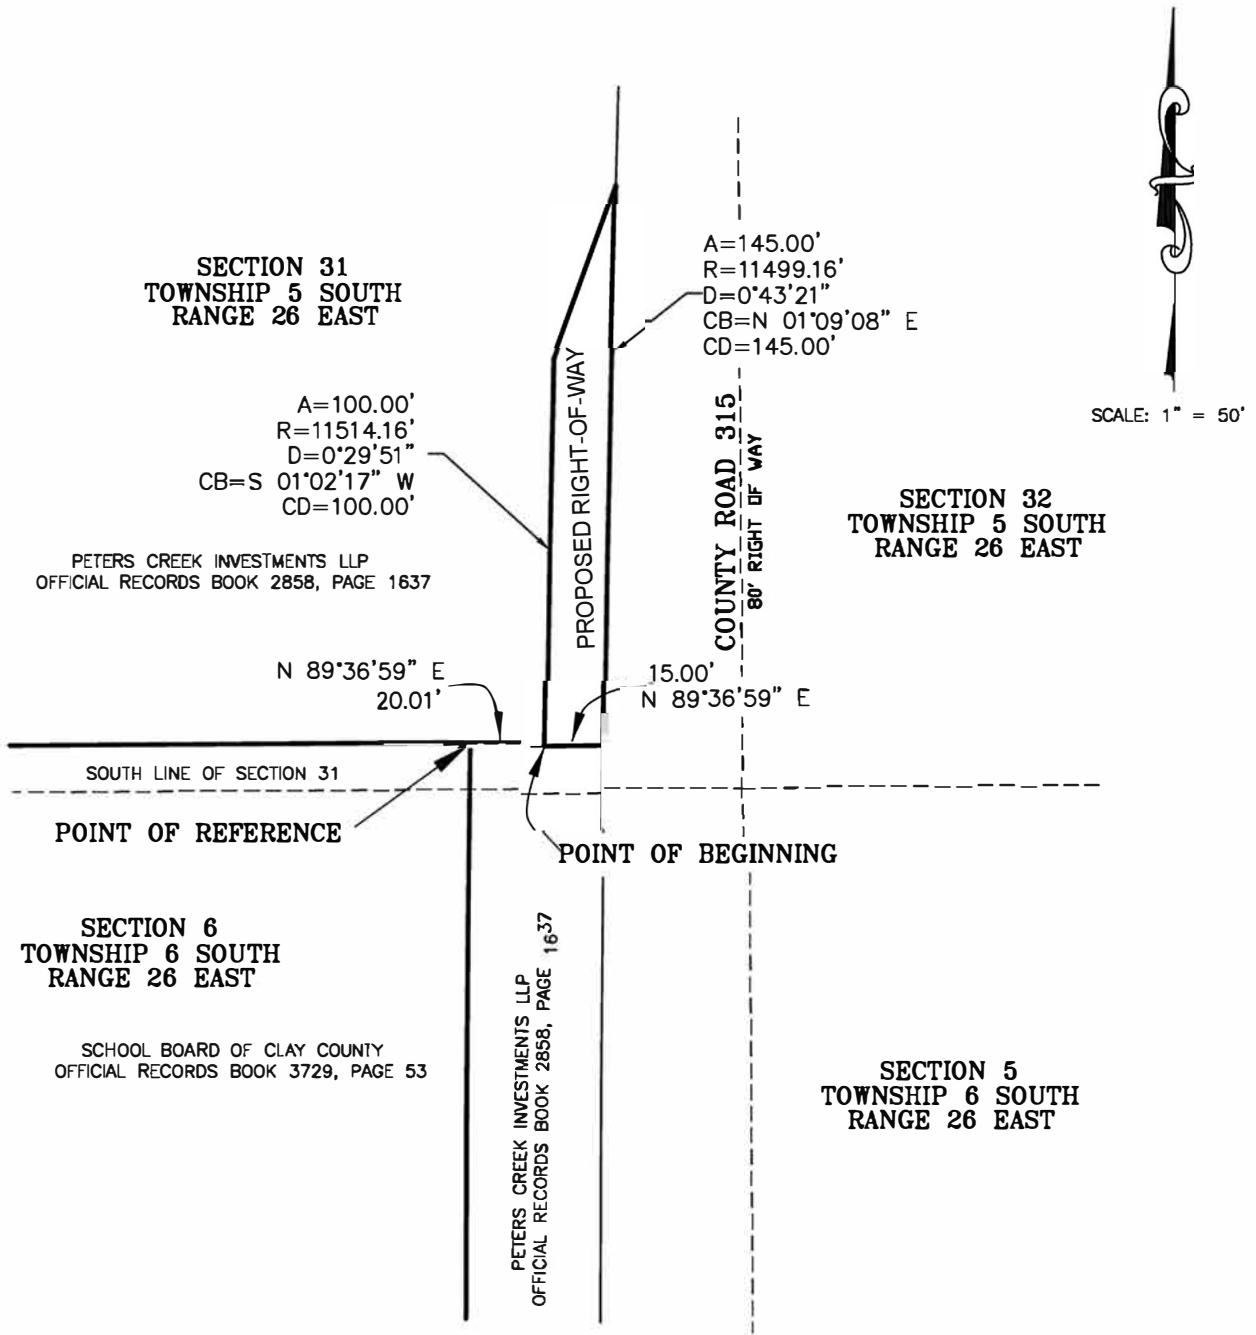 SECTION 31
TOWNSHIP 5 SOUTH
RANGE 26 EAST
A=145.00'
R=11499.16'
D=0°43'21"
CB=N 01°09'08" E
CD=145.00'
SCALE: 1" = 50'
A=100.00'
R=11514.16'
D=0°29'51"
CB=S 01°02'17" W
CD=100.00'
PROPOSED RIGHT-OF-WAY
COUNTY ROAD 315
80' RIGHT OF WAY
SECTION 32
TOWNSHIP 5 SOUTH
RANGE 26 EAST
PETERS CREEK INVESTMENTS LLP
OFFICIAL RECORDS BOOK 2858, PAGE 1637
N 89°36'59" E
20.01'
15.00'
N 89°36'59" E
SOUTH LINE OF SECTION 31
POINT OF REFERENCE
POINT OF BEGINNING
SECTION 6
TOWNSHIP 6 SOUTH
RANGE 26 EAST
SCHOOL BOARD OF CLAY COUNTY
OFFICIAL RECORDS BOOK 3729, PAGE 53
PETERS CREEK INVESTMENTS LLP
OFFICIAL RECORDS BOOK 2858, PAGE 1637
SECTION 5
TOWNSHIP 6 SOUTH
RANGE 26 EAST